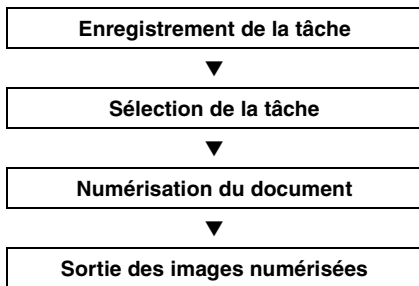 Enregistrement de la tâche
Sélection de la tâche
Numérisation du document
Sortie des images numérisées